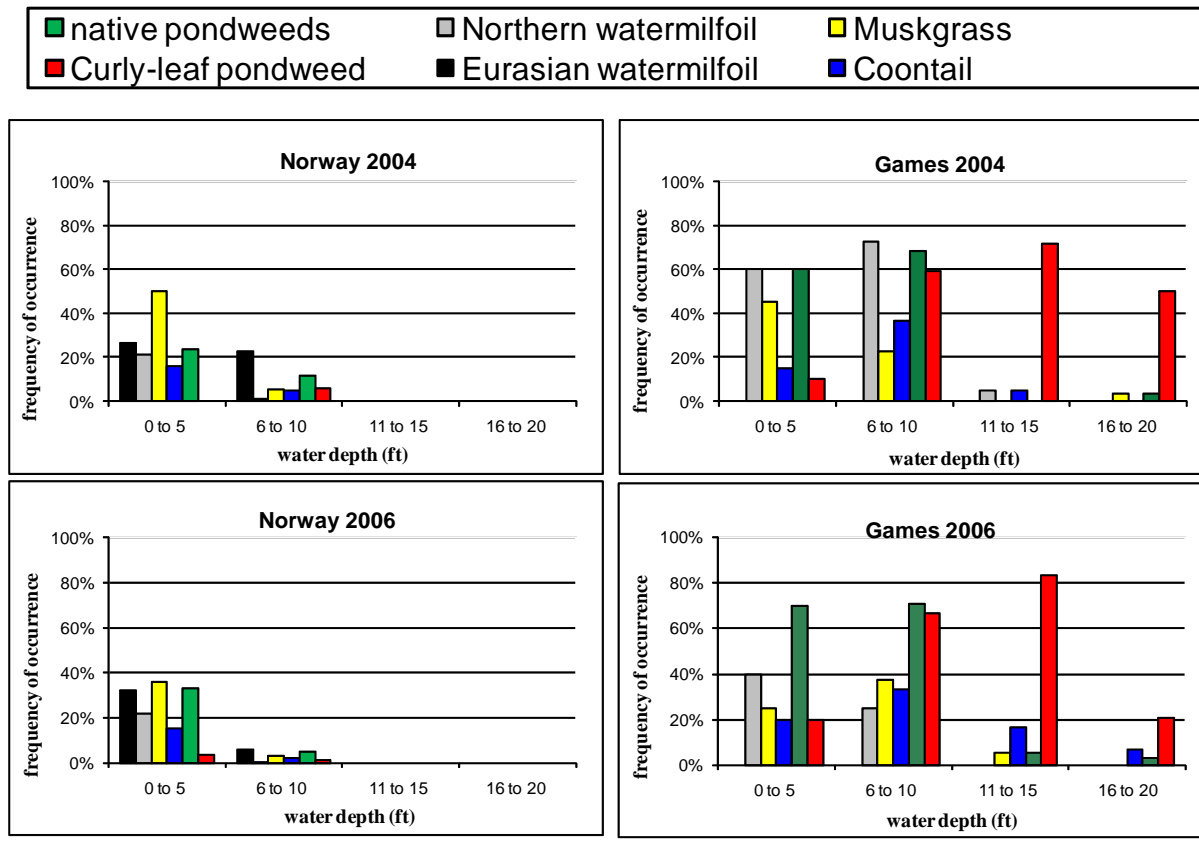 native pondweeds Northern watermilfoil Muskgrass
Curly-leaf pondweed Eurasian watermilfoil Coontail
Norway 2004
100%
80%
60%
40%
20%
0%
frequency of occurrence
0 to 5 6 to 10 11 to 15 16 to 20
water depth (ft)
Games 2004
100%
80%
60%
40%
20%
0%
frequency of occurrence
0 to 5 6 to 10 11 to 15 16 to 20
water depth (ft)
Norway 2006
100%
80%
60%
40%
20%
0%
frequency of occurrence
0 to 5 6 to 10 11 to 15 16 to 20
water depth (ft)
Games 2006
100%
80%
60%
40%
20%
0%
frequency of occurrence
0 to 5 6 to 10 11 to 15 16 to 20
water depth (ft)